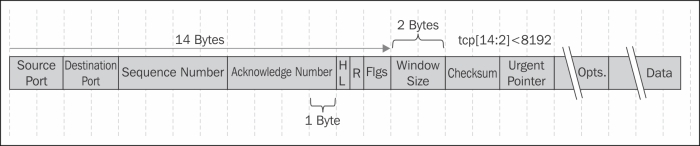 2 Bytes
14 Bytes
tcp[14:2]<8192
Source
Port
Destination
Port
Sequence Number
Acknowledge Number
H
L
R
Flgs
Window
Size
Checksum
Urgent
Pointer
Opts.
Data
1 Byte